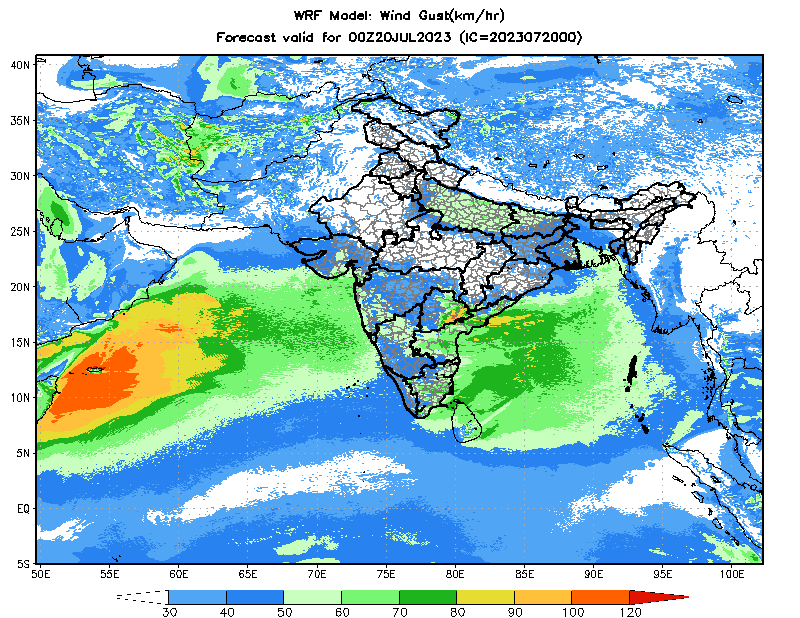 WRF Model: Wind Gust(km/hr)
Forecast valid for 00Z20JUL2023 (IC=2023072000)
40N
35N
30N
25N
20N
15N
10N
5N
EQ
5S
50E 55E 60E 65E 70E 75E 80E 85E 90E 95E 100E
30 40 50 60 70 80 90 100 120